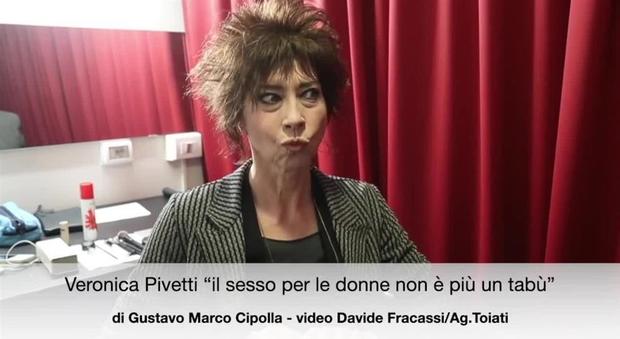 Veronica Pivetti “il sesso per le donne non è più un tabù”
di Gustavo Marco Cipolla - video Davide Fracassi/Ag.Toiati